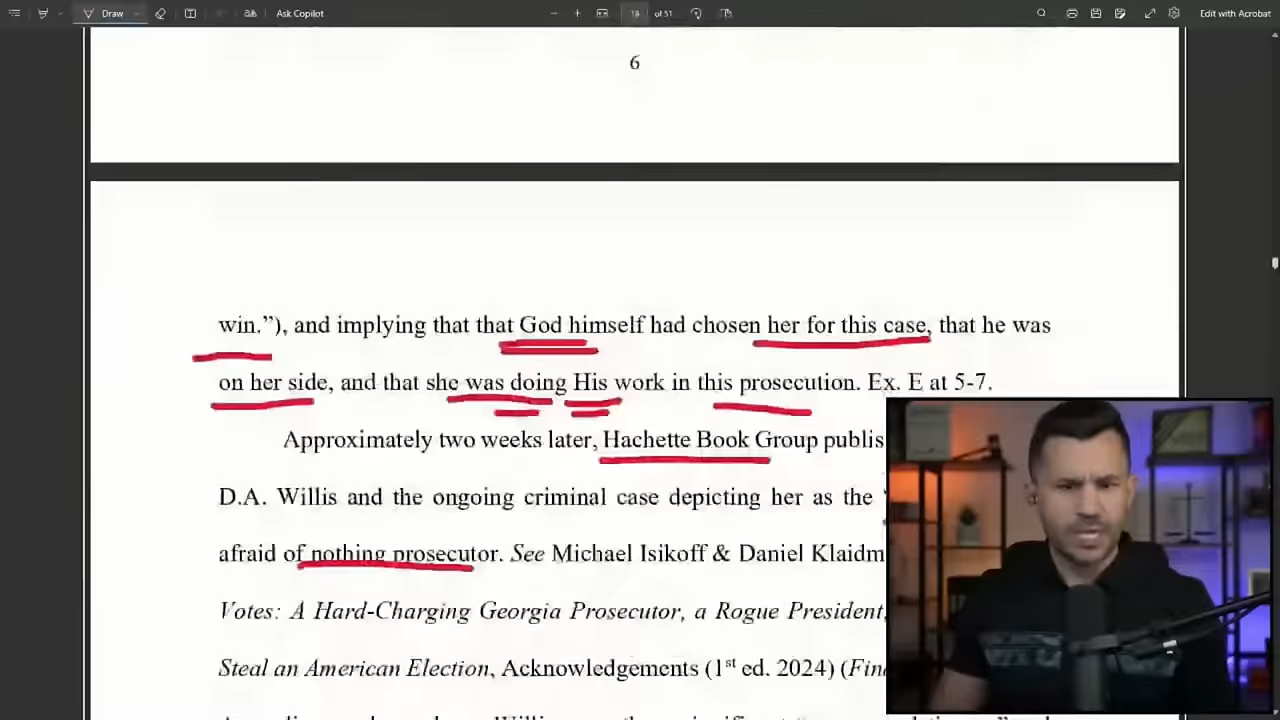 Draw
Ask Copilot
18 of 51
Edit with Acrobat
6
win.”), and implying that that God himself had chosen her for this case, that he was
on her side, and that she was doing His work in this prosecution. Ex. E at 5-7.
Approximately two weeks later, Hachette Book Group publis
D.A. Willis and the ongoing criminal case depicting her as the
afraid of nothing prosecutor. See Michael Isikoff & Daniel Klaidm
Votes: A Hard-Charging Georgia Prosecutor, a Rogue President,
Steal an American Election, Acknowledgements (1st ed. 2024) (Fin